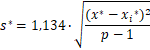 s* = 1,134·√((x* − xᵢ*)²/(p − 1))